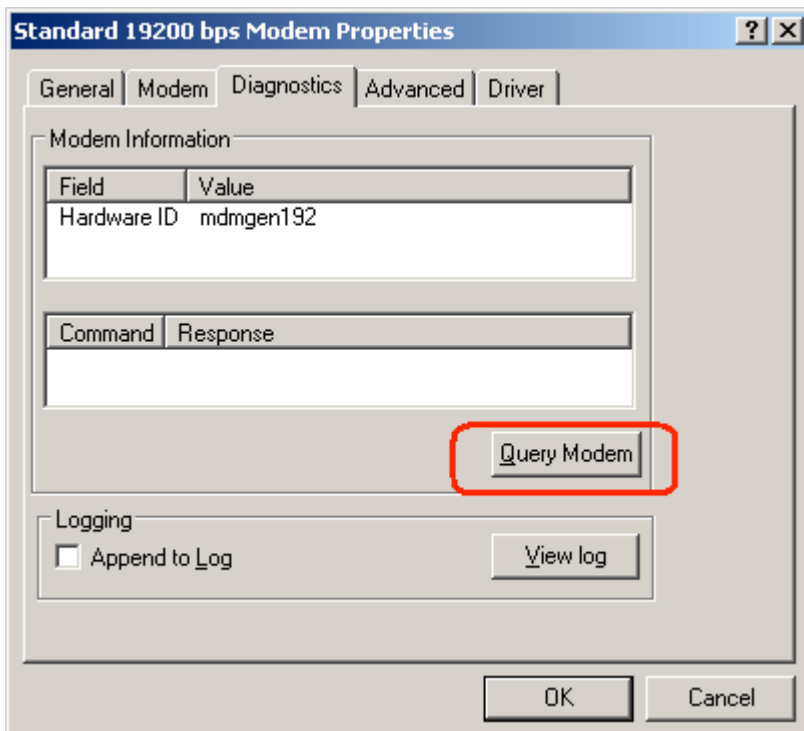 Standard 19200 bps Modem Properties
General Modem Diagnostics Advanced Driver
Modem Information
Field Value
Hardware ID mdmgen192
Command Response
Query Modem
Logging
Append to Log View log
OK Cancel